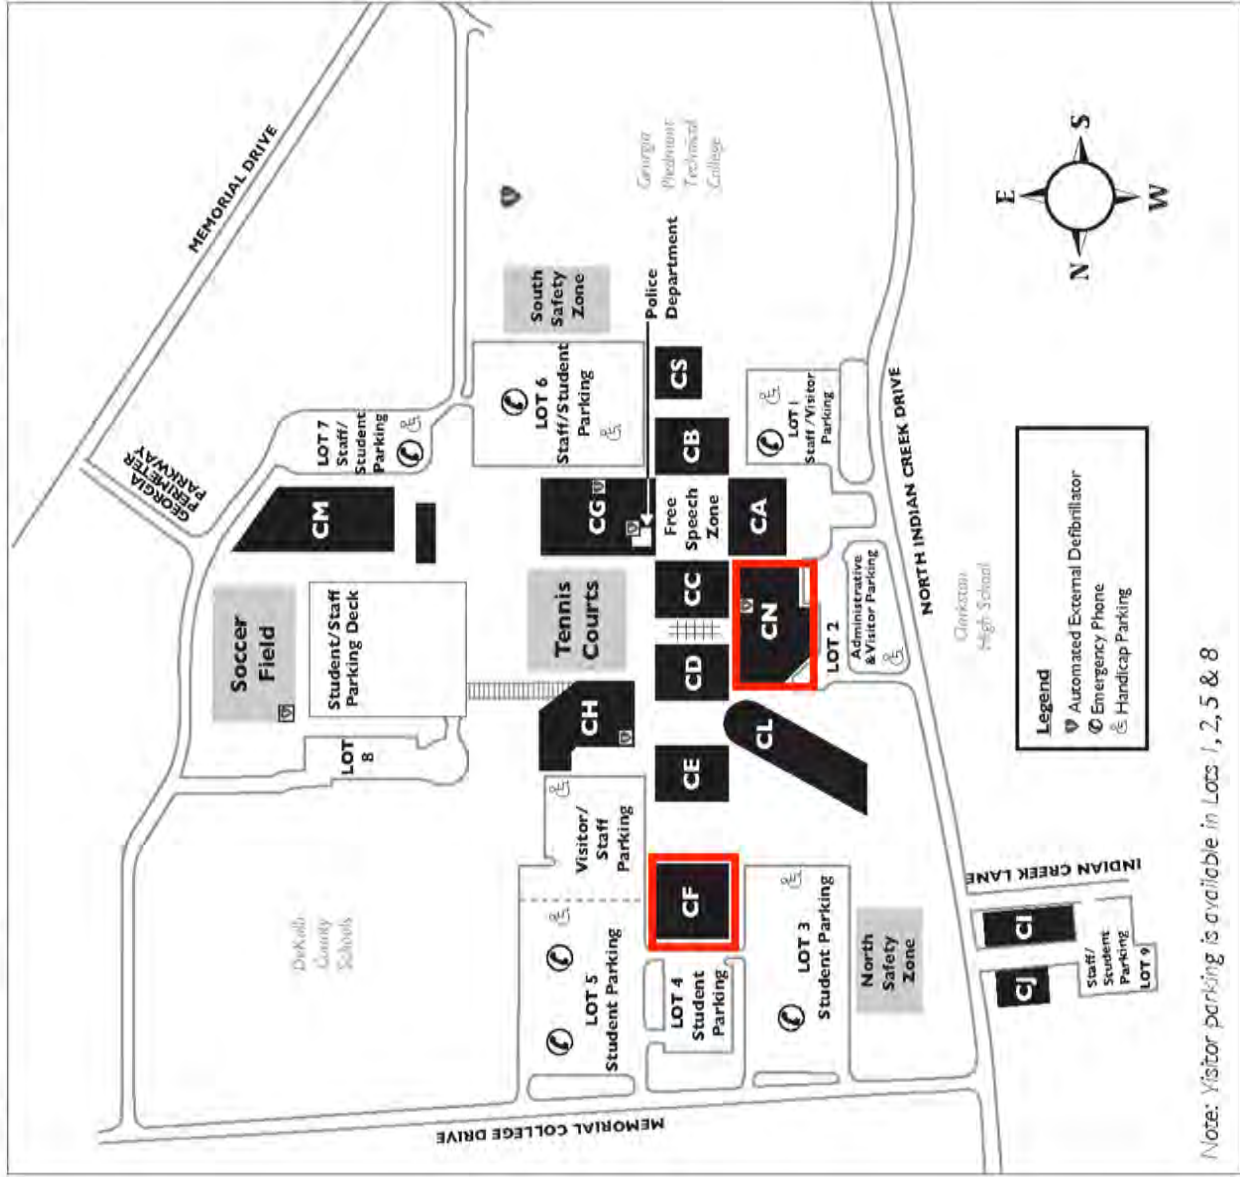 MEMORIAL DRIVE
GEORGIA
PERIMETER
PARKWAY
LOT 7
Staff/
Student
Parking
CM
Soccer
Field
Student/Staff
Parking Deck
LOT
8
South
Safety
Zone
LOT 6
Staff/Student
Parking
Georgia
Piedmont
Technical
College
Police
Department
CG
Tennis
Courts
CH
Visitor/
Staff
Parking
DeKalb
County
Schools
LOT 5
Student Parking
CS
CB
Free
Speech
Zone
CA
CC
CD
CE
CF
CN
CL
LOT 1
Staff/Visitor
Parking
LOT 2
Administrative
& Visitor Parking
LOT 4
Student
Parking
LOT 3
Student Parking
North
Safety
Zone
NORTH INDIAN CREEK DRIVE
Clarkston
High School
INDIAN CREEK LANE
CI
CJ
Staff/
Student
Parking
LOT 9
MEMORIAL COLLEGE DRIVE
N
E
S
W
Legend
Automated External Defibrillator
Emergency Phone
Handicap Parking
Note: Visitor parking is available in Lots 1, 2, 5 & 8